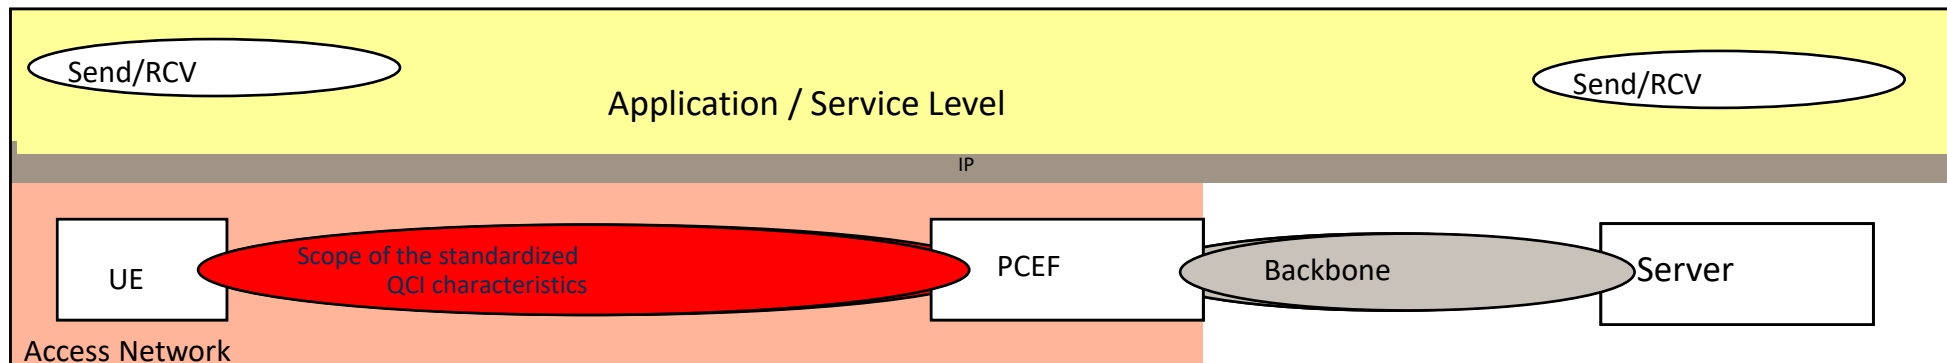 Send/RCV
Send/RCV
Application / Service Level
IP
Scope of the standardized
QCI characteristics
UE
PCEF
Backbone
Server
Access Network